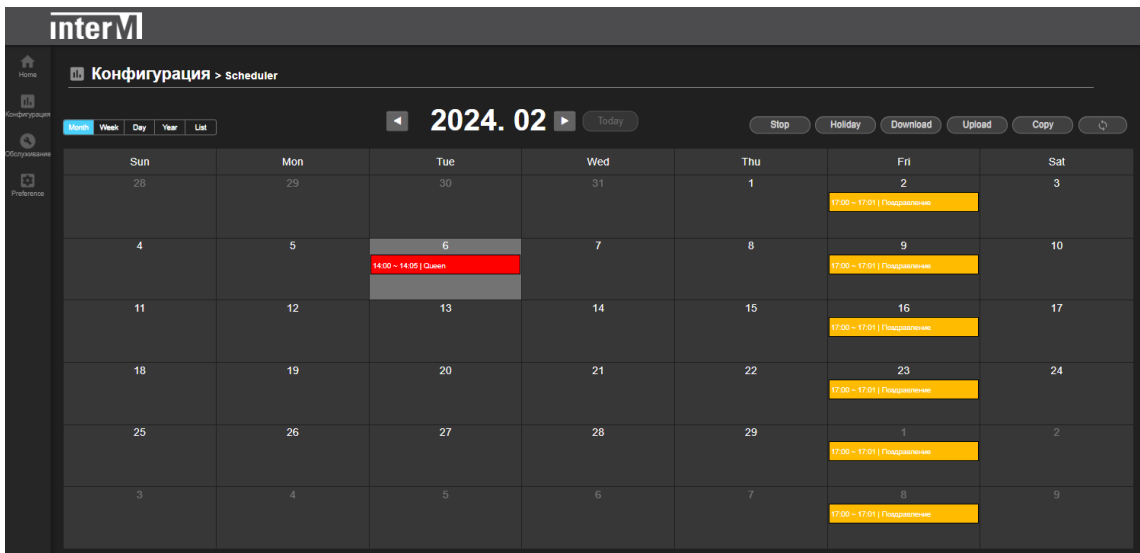 interM
Home
Конфигурация
Обслуживание
Preference
Конфигурация > Scheduler
Month Week Day Year List
2024. 02
Today
Stop Holiday Download Upload Copy
Sun Mon Tue Wed Thu Fri Sat
28 29 30 31 1 2 3
17:00 ~ 17:01 | Поздравление
4 5 6 7 8 9 10
14:00 ~ 14:05 | Queen
17:00 ~ 17:01 | Поздравление
11 12 13 14 15 16 17
17:00 ~ 17:01 | Поздравление
18 19 20 21 22 23 24
17:00 ~ 17:01 | Поздравление
25 26 27 28 29 1 2
17:00 ~ 17:01 | Поздравление
3 4 5 6 7 8 9
17:00 ~ 17:01 | Поздравление